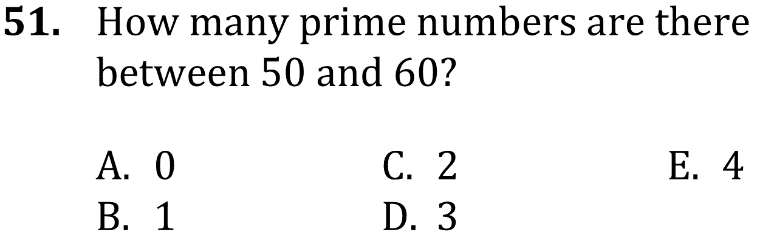 51. How many prime numbers are there
between 50 and 60?
A. 0 C. 2 E. 4
B. 1 D. 3